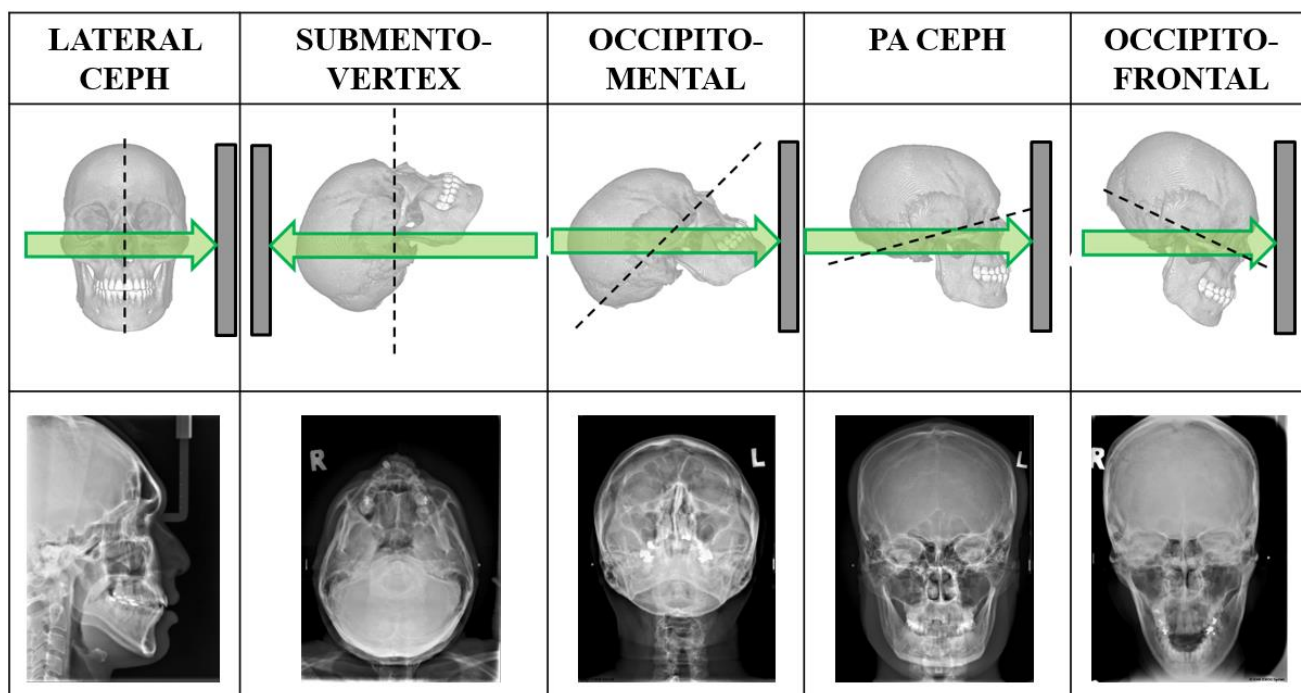 LATERAL
CEPH
SUBMENTO-
VERTEX
OCCIPITO-
MENTAL
PA CEPH
OCCIPITO-
FRONTAL
R
L
L
R